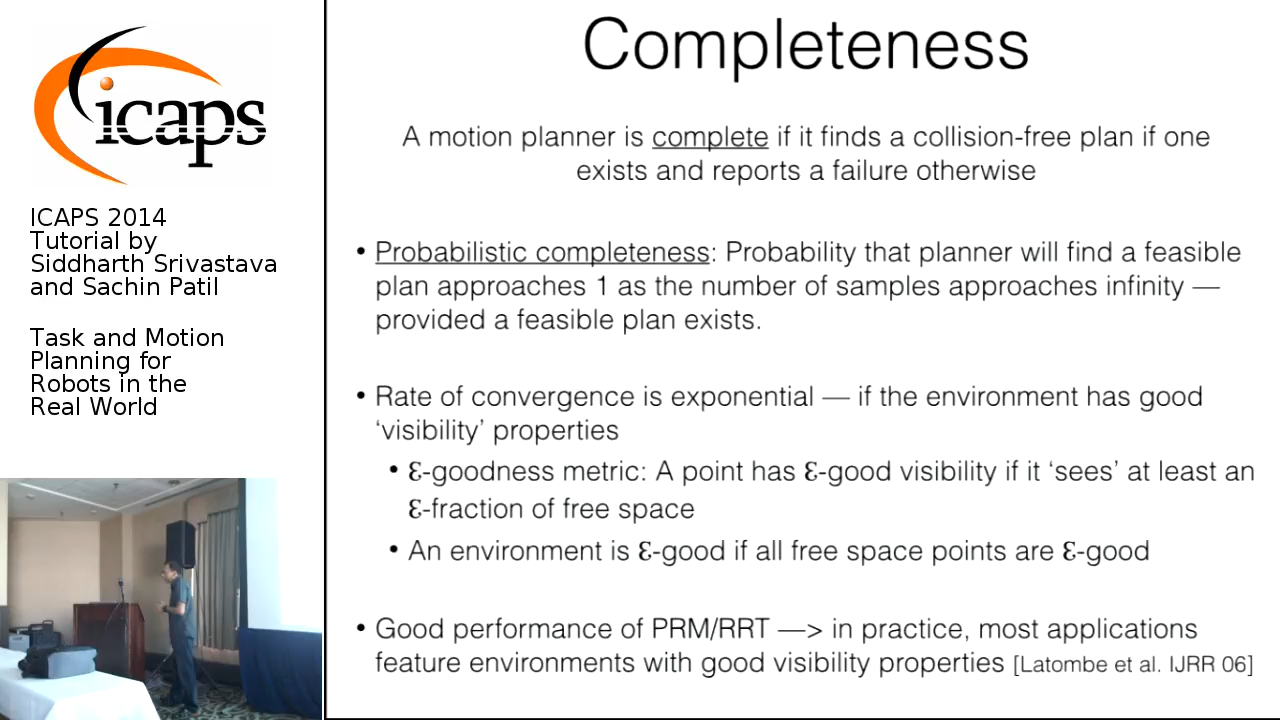 icaps
ICAPS 2014
Tutorial by
Siddharth Srivastava
and Sachin Patil
Task and Motion
Planning for
Robots in the
Real World
Completeness
A motion planner is complete if it finds a collision-free plan if one
exists and reports a failure otherwise
• Probabilistic completeness: Probability that planner will find a feasible
plan approaches 1 as the number of samples approaches infinity —
provided a feasible plan exists.
• Rate of convergence is exponential — if the environment has good
‘visibility’ properties
• Ɛ-goodness metric: A point has Ɛ-good visibility if it ‘sees’ at least an
Ɛ-fraction of free space
• An environment is Ɛ-good if all free space points are Ɛ-good
• Good performance of PRM/RRT —> in practice, most applications
feature environments with good visibility properties [Latombe et al. IJRR 06]